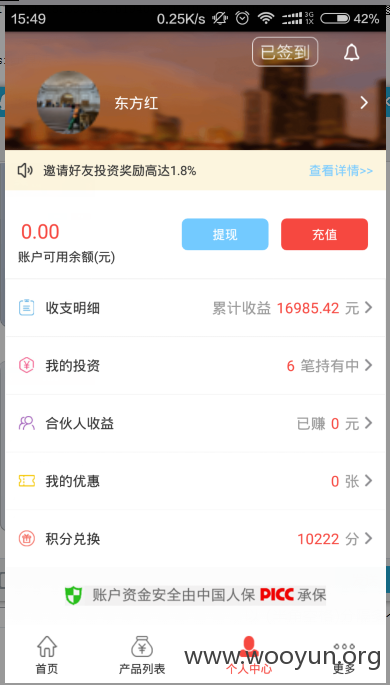 15:49 0.25K/s 3G 1X 42%
已签到
东方红
邀请好友投资奖励高达1.8% 查看详情>>
0.00 提现 充值
账户可用余额(元)
收支明细 累计收益 16985.42 元
我的投资 6 笔持有中
合伙人收益 已赚 0 元
我的优惠 0 张
积分兑换 10222 分
账户资金安全由中国人保 PICC 承保
首页 产品列表 个人中心 更多
www.wooyun.org